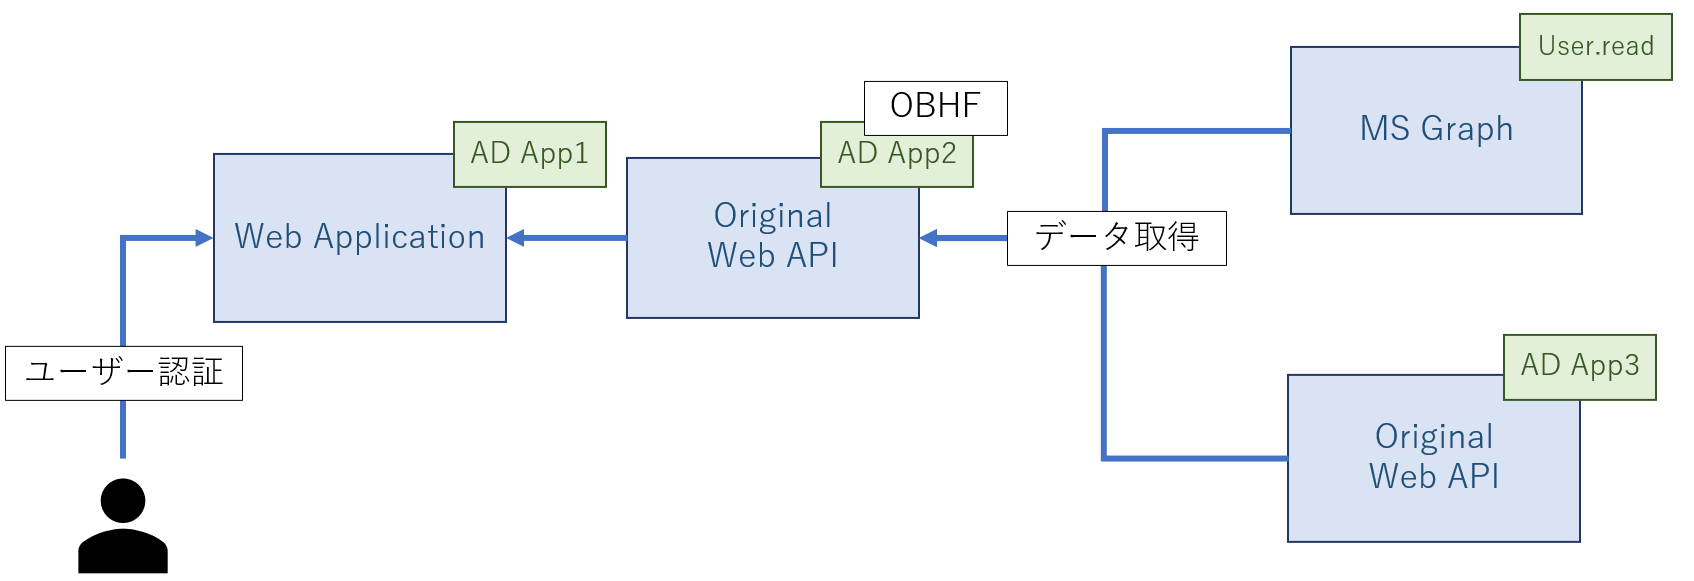 User.read
MS Graph
OBHF
AD App1
AD App2
Web Application
Original
Web API
データ取得
ユーザー認証
AD App3
Original
Web API